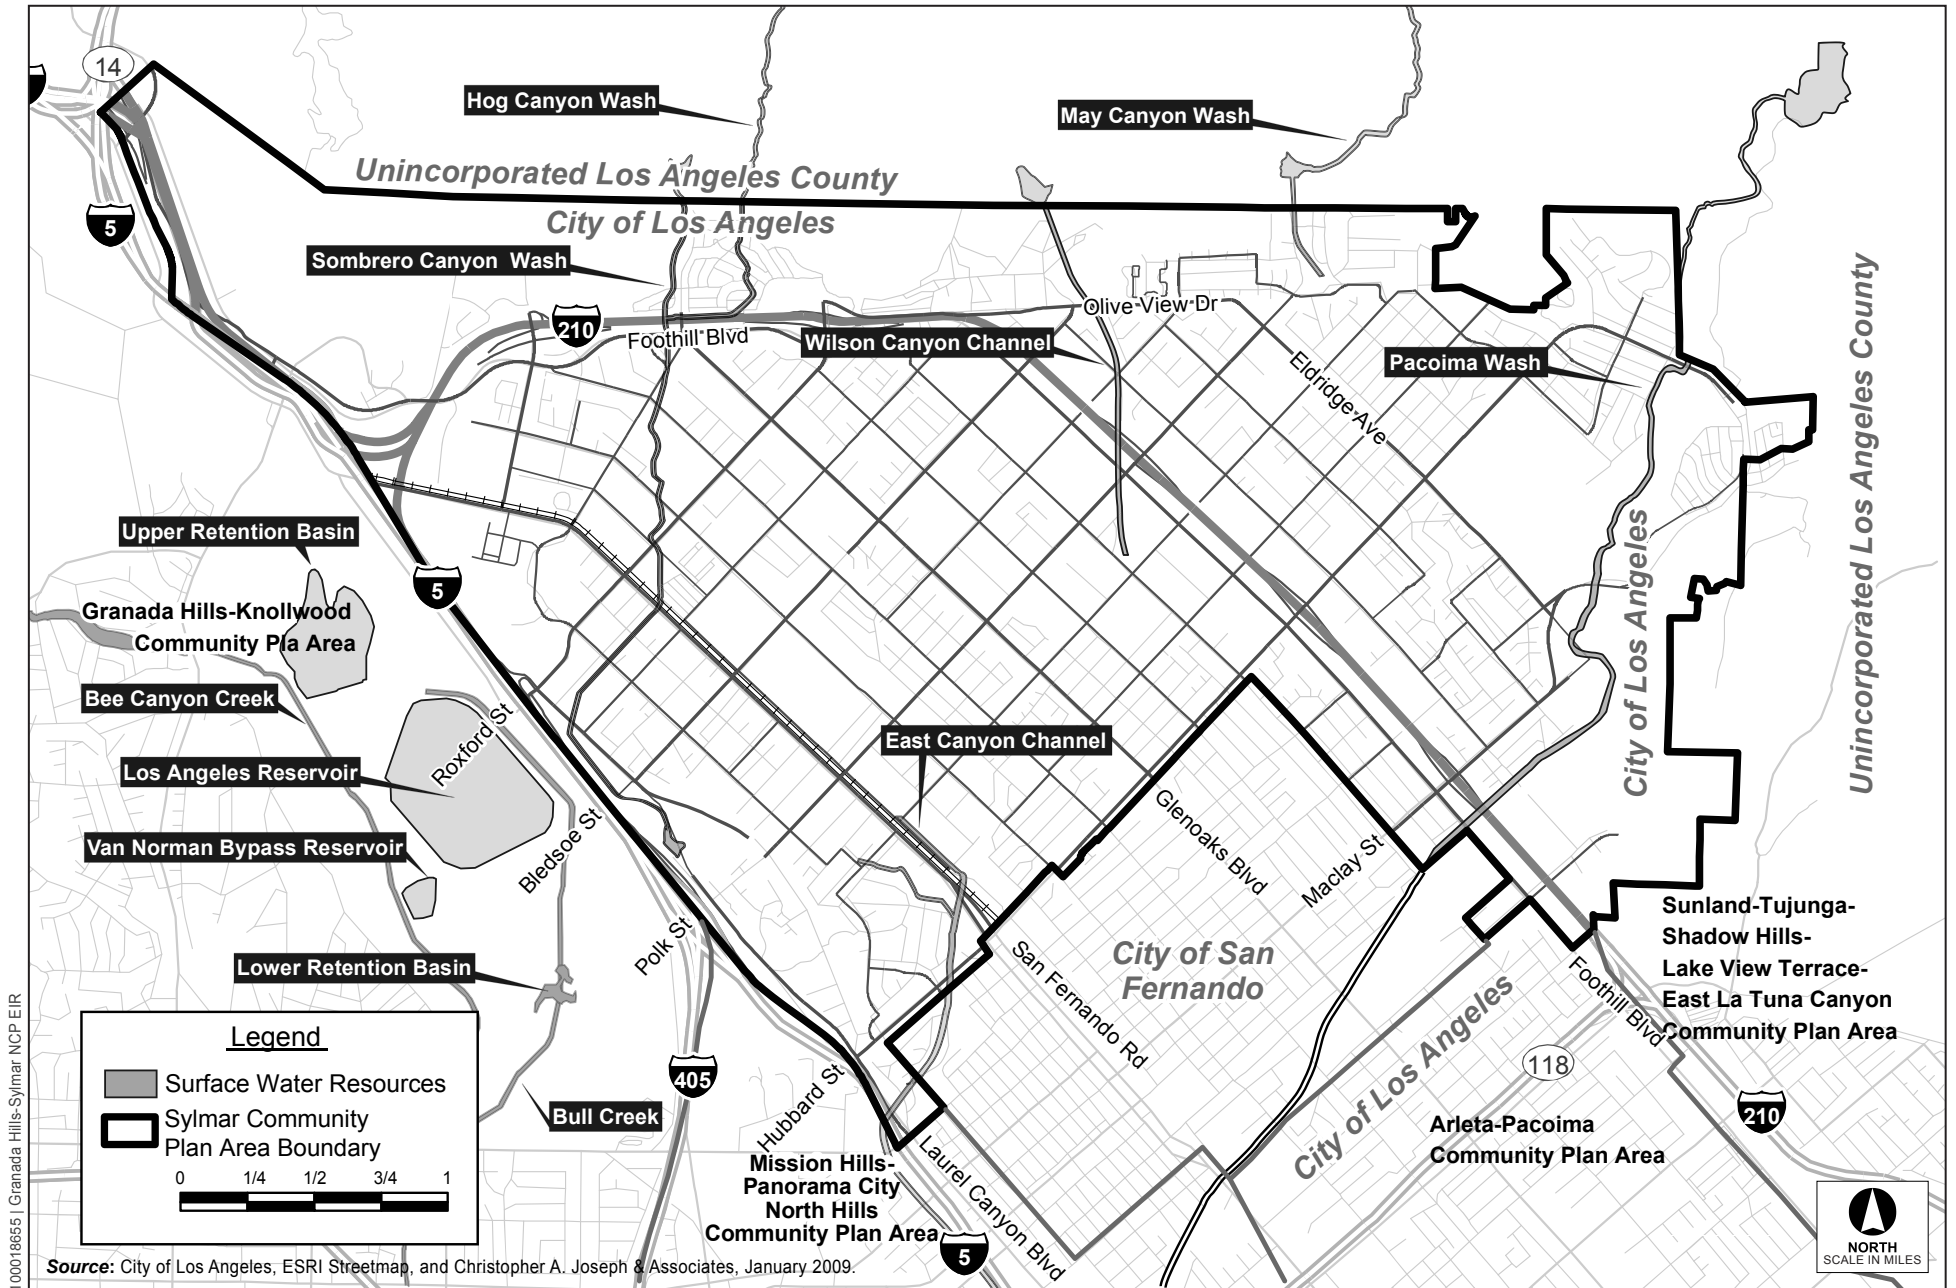 14
Hog Canyon Wash
May Canyon Wash
Unincorporated Los Angeles County
City of Los Angeles
5
Sombrero Canyon Wash
Olive View Dr
210
Foothill Blvd
Wilson Canyon Channel
Eldridge Ave
Pacoima Wash
Unincorporated Los Angeles County
City of Los Angeles
Upper Retention Basin
5
Granada Hills-Knollwood
Community Pla Area
Bee Canyon Creek
Roxford St
East Canyon Channel
Los Angeles Reservoir
Glenoaks Blvd
Bledsoe St
Maclay St
Van Norman Bypass Reservoir
Polk St
City of San
Fernando
San Fernando Rd
Sunland-Tujunga-
Shadow Hills-
Lake View Terrace-
East La Tuna Canyon
Community Plan Area
Foothill Blvd
Lower Retention Basin
City of Los Angeles
118
405
Hubbard St
210
Bull Creek
Arleta-Pacoima
Community Plan Area
Mission Hills-
Panorama City
North Hills
Community Plan Area
Laurel Canyon Blvd
5
Legend
Surface Water Resources
Sylmar Community
Plan Area Boundary
0 1/4 1/2 3/4 1
NORTH
SCALE IN MILES
Source: City of Los Angeles, ESRI Streetmap, and Christopher A. Joseph & Associates, January 2009.
100018655 | Granada Hills-Sylmar NCP EIR